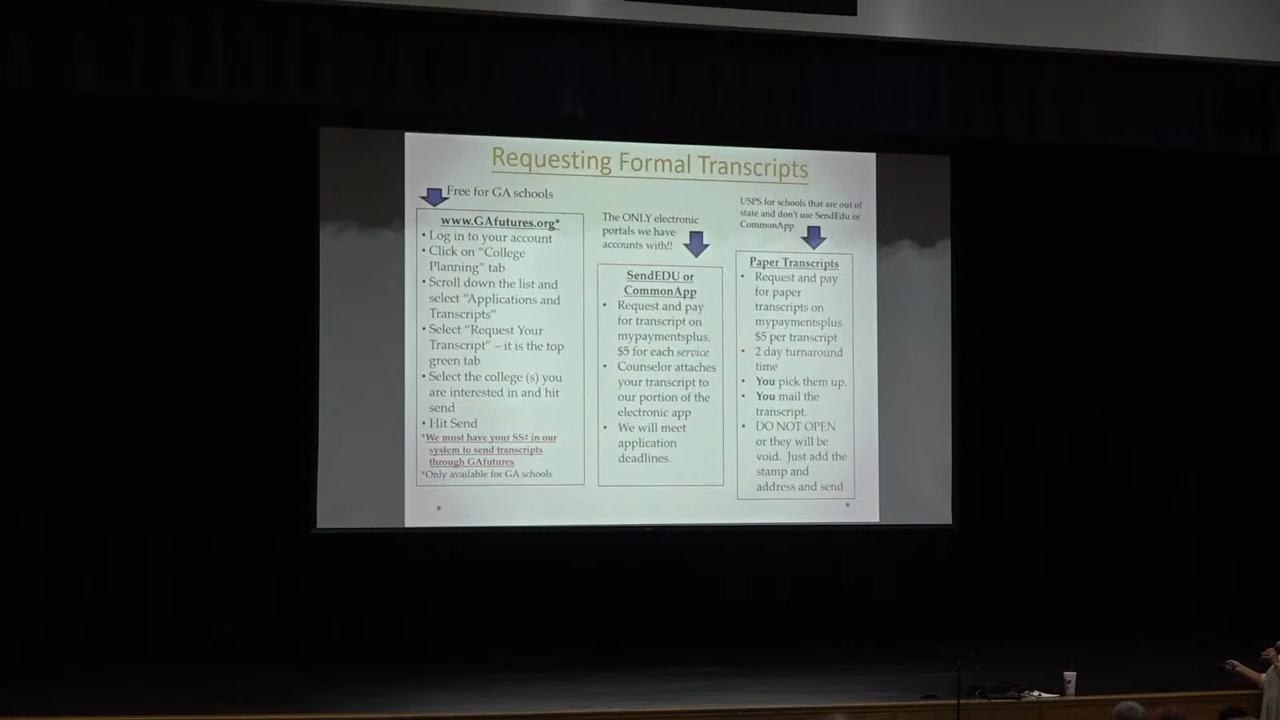 Requesting Formal Transcripts
Free for GA schools
www.GAfutures.org*
• Log in to your account
• Click on "College
Planning" tab
• Scroll down the list and
select "Applications and
Transcripts"
• Select "Request Your
Transcript" – it is the top
green tab
• Select the college (s) you
are interested in and hit
send
• Hit Send
*We must have your SS# in our
system to send transcripts
through GAfutures
*Only available for GA schools
The ONLY electronic
portals we have
accounts with!!
SendEDU or
CommonApp
• Request and pay
for transcript on
mypaymentsplus.
$5 for each service
• Counselor attaches
your transcript to
our portion of the
electronic app
• We will meet
application
deadlines.
USPS for schools that are out of
state and don't use SendEdu or
CommonApp
Paper Transcripts
• Request and pay
for paper
transcripts on
mypaymentsplus
$5 per transcript
• 2 day turnaround
time
• You pick them up.
• You mail the
transcript.
• DO NOT OPEN
or they will be
void. Just add the
stamp and
address and send